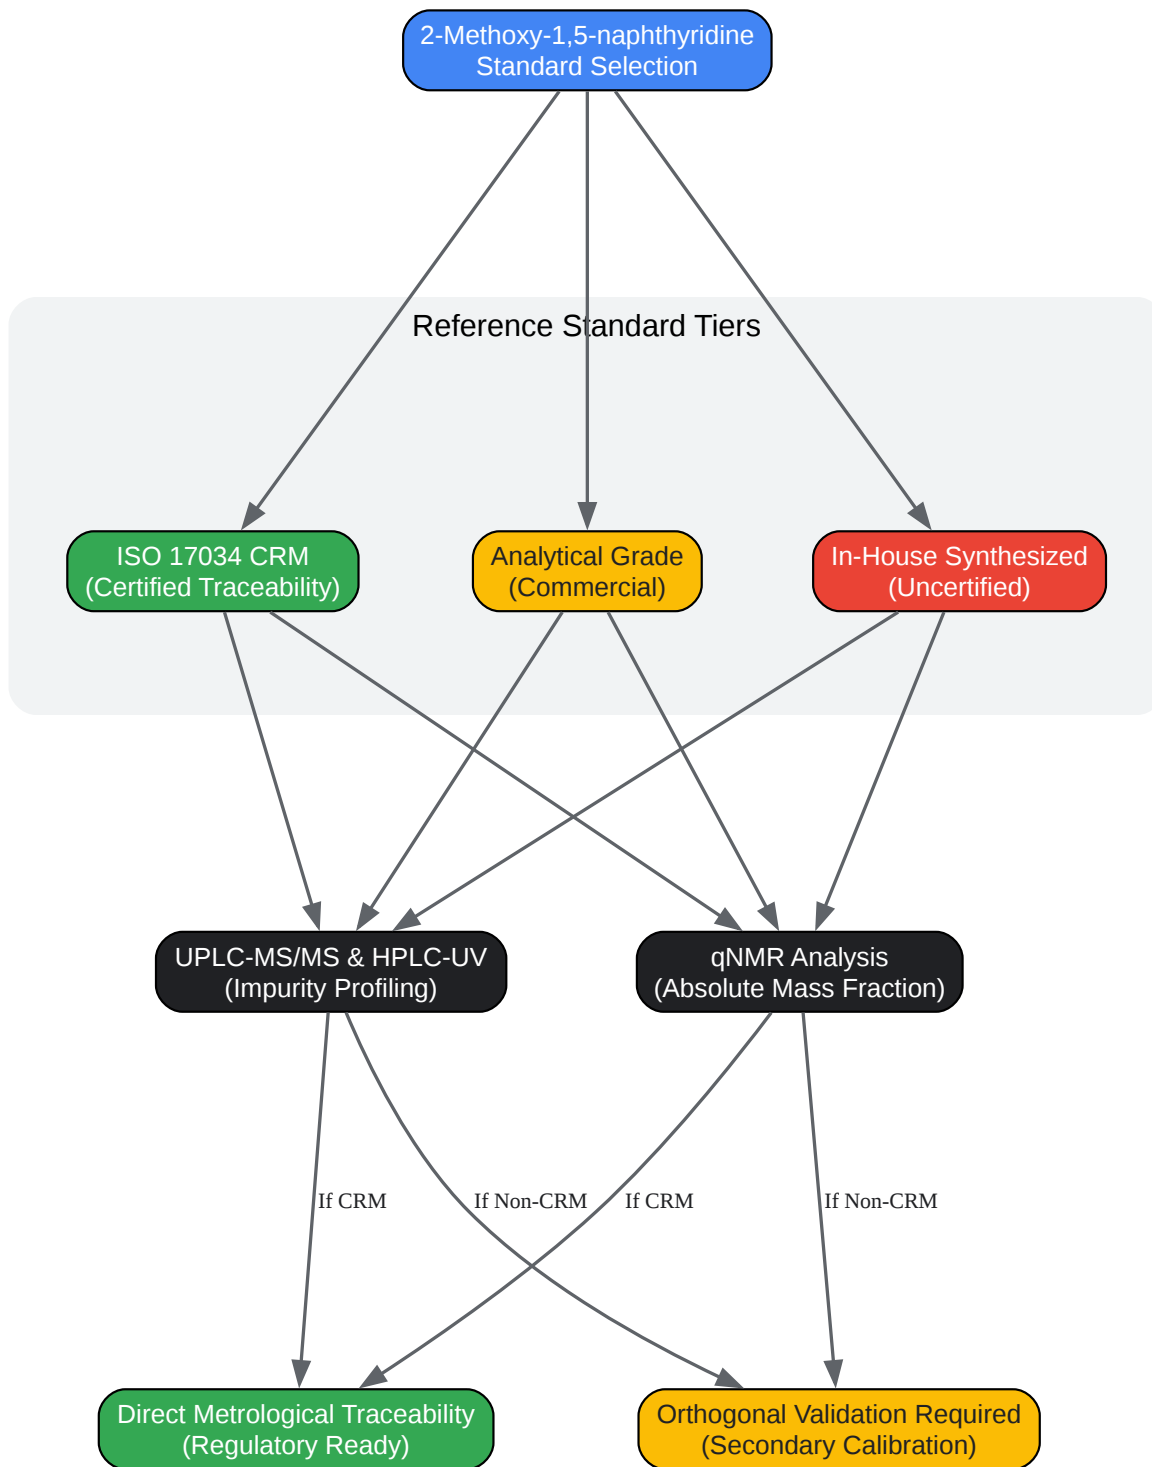 2-Methoxy-1,5-naphthyridine
Standard Selection
Reference Standard Tiers
ISO 17034 CRM
(Certified Traceability)
Analytical Grade
(Commercial)
In-House Synthesized
(Uncertified)
UPLC-MS/MS & HPLC-UV
(Impurity Profiling)
qNMR Analysis
(Absolute Mass Fraction)
If CRM
If Non-CRM
If CRM
If Non-CRM
Direct Metrological Traceability
(Regulatory Ready)
Orthogonal Validation Required
(Secondary Calibration)